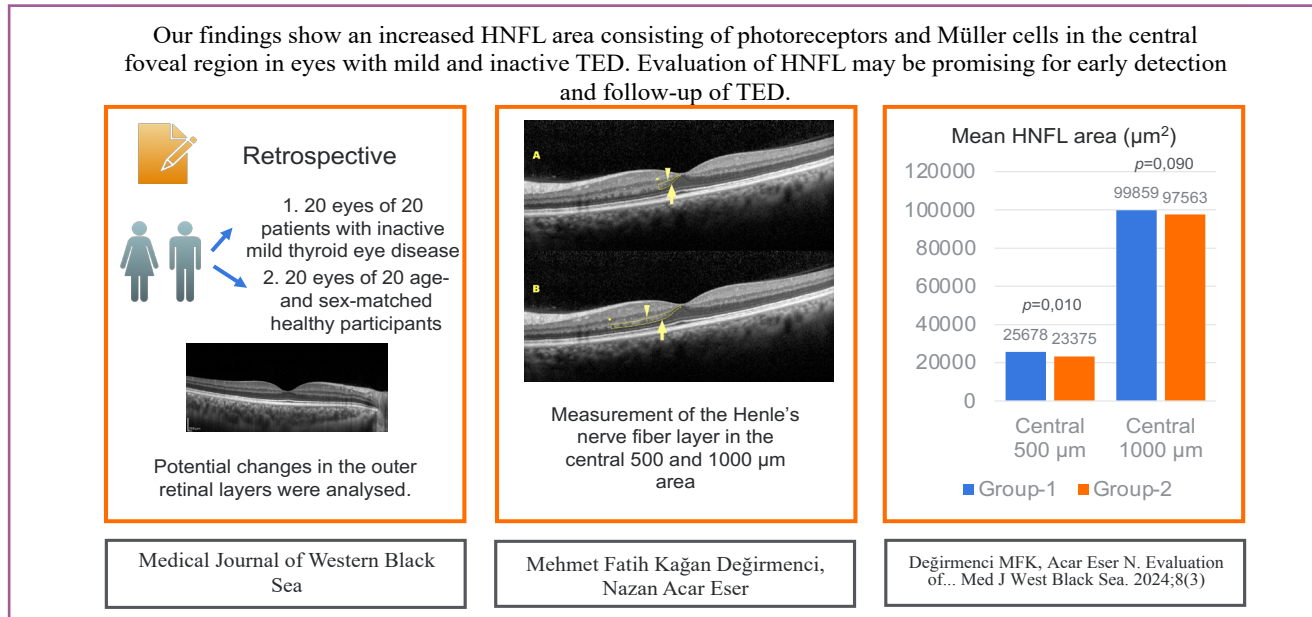 Our findings show an increased HNFL area consisting of photoreceptors and Müller cells in the central
foveal region in eyes with mild and inactive TED. Evaluation of HNFL may be promising for early detection
and follow-up of TED.
Retrospective
1. 20 eyes of 20
patients with inactive
mild thyroid eye disease
2. 20 eyes of 20 age-
and sex-matched
healthy participants
Potential changes in the outer
retinal layers were analysed.
A
B
Measurement of the Henle's
nerve fiber layer in the
central 500 and 1000 µm
area
Mean HNFL area (µm²)
120000
100000
80000
60000
40000
20000
0
p=0,010
25678
23375
p=0,090
99859
97563
Central
500 µm
Central
1000 µm
Group-1
Group-2
Medical Journal of Western Black
Sea
Mehmet Fatih Kağan Değirmenci,
Nazan Acar Eser
Değirmenci MFK, Acar Eser N. Evaluation
of... Med J West Black Sea. 2024;8(3)